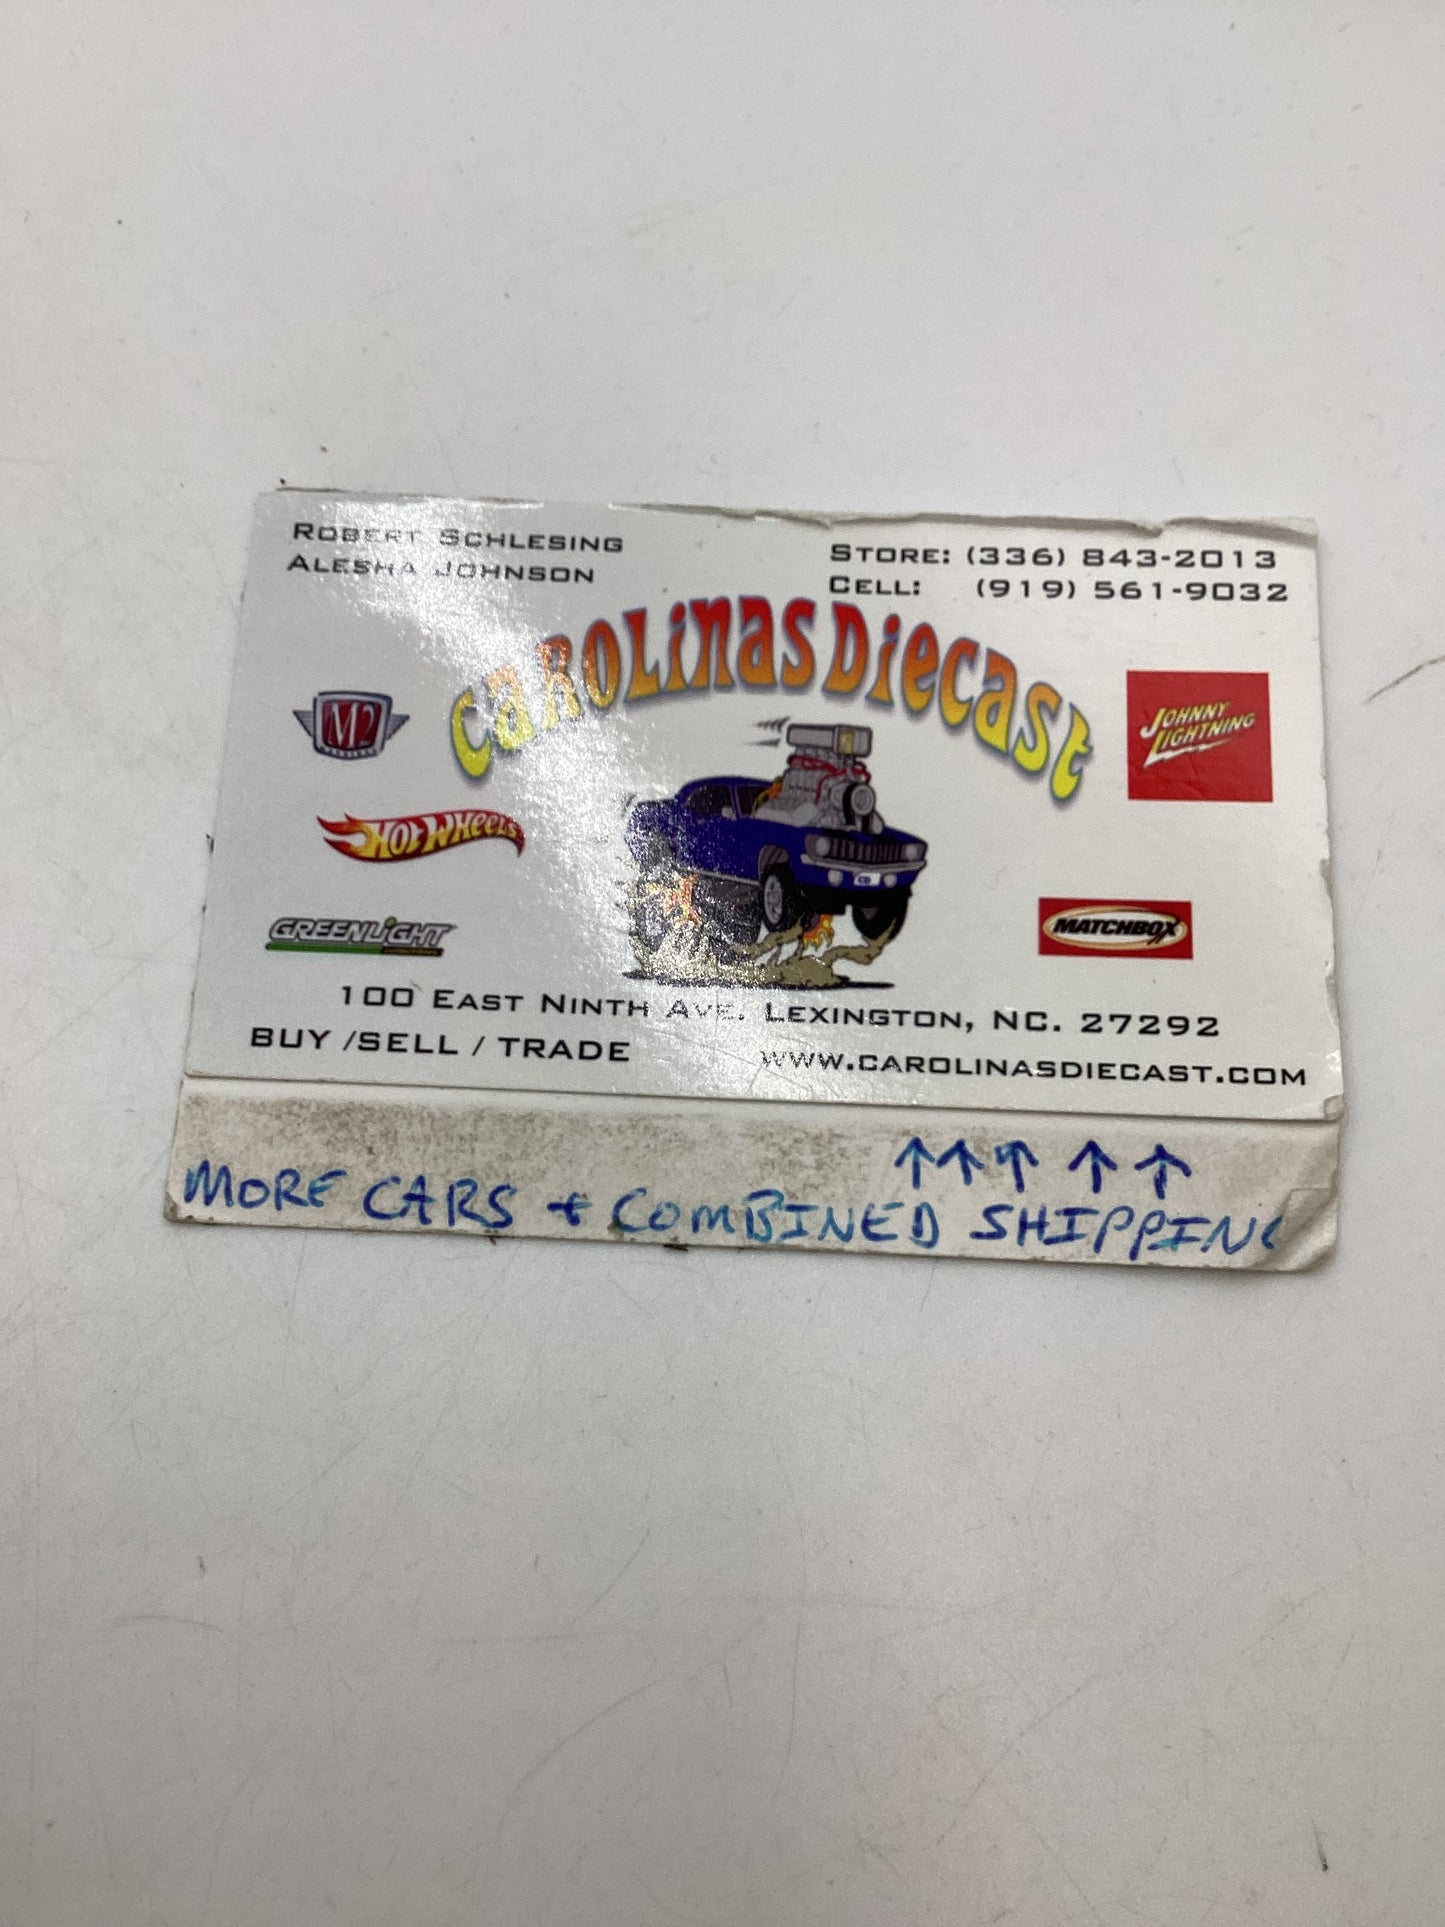 ROBERT SCHLESING
ALESHA JOHNSON
STORE: (336) 843-2013
CELL: (919) 561-9032
CAROLINAS DIECAST
M2
JOHNNY LIGHTNING
HOT WHEELS
GREENLIGHT
MATCHBOX
100 EAST NINTH AVE. LEXINGTON, NC. 27292
BUY /SELL / TRADE
WWW.CAROLINASDIECAST.COM
↑↑↑↑↑
MORE CARS + COMBINED SHIPPING